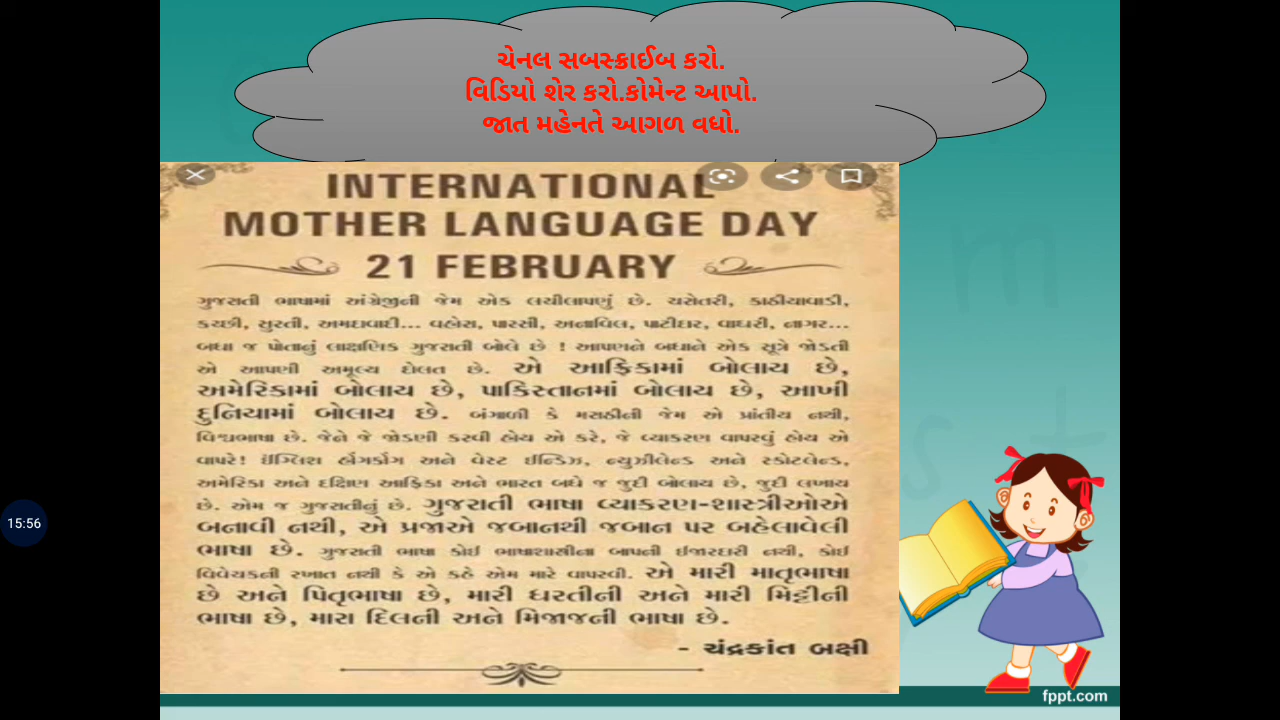 ચેનલ સબસ્ક્રાઈબ કરો.
વિડિયો શેર કરો.કોમેન્ટ આપો.
જાત મહેનતે આગળ વધો.
INTERNATIONAL
MOTHER LANGUAGE DAY
21 FEBRUARY
ગુજરાતી ભાષામાં અંગ્રેજીની જેમ એક લચીલાપણું છે. ચરોતરી, કાઠીયાવાડી,
કચ્છી, સુરતી, અમદાવાદી... વહોરા, પારસી, અનાવિલ, પાટીદાર, વાઘરી, નાગર...
બધા જ પોતાનું લાક્ષણિક ગુજરાતી બોલે છે ! આપણને બધાને એક સૂત્રે જોડતી
એ આપણી અમૂલ્ય દોલત છે. એ આફ્રિકામાં બોલાય છે,
અમેરિકામાં બોલાય છે, પાકિસ્તાનમાં બોલાય છે, આખી
દુનિયામાં બોલાય છે. બંગાળી કે મરાઠીની જેમ એ પ્રાંતીય નથી,
વિશ્વભાષા છે. જેને જે જોડણી કરવી હોય એ કરે, જે વ્યાકરણ વાપરવું હોય એ
વાપરે! ઈંગ્લિશ હોંગકોંગ અને વેસ્ટ ઈન્ડિઝ, ન્યુઝીલેન્ડ અને સ્કોટલેન્ડ,
અમેરિકા અને દક્ષિણ આફ્રિકા અને ભારત બધે જ જુદી બોલાય છે, જુદી લખાય
છે. એમ જ ગુજરાતીનું છે. ગુજરાતી ભાષા વ્યાકરણ-શાસ્ત્રીઓએ
બનાવી નથી, એ પ્રજાએ જબાનથી જબાન પર બહેલાવેલી
ભાષા છે. ગુજરાતી ભાષા કોઈ ભાષાશાસ્ત્રીના બાપની ઈજારદારી નથી, કોઈ
વિવેચકની રખાત નથી કે એ કહે એમ મારે વાપરવી. એ મારી માતૃભાષા
છે અને પિતૃભાષા છે, મારી ધરતીની અને મારી મિટ્ટીની
ભાષા છે, મારા દિલની અને મિજાજની ભાષા છે.
- ચંદ્રકાંત બક્ષી
15:56
fppt.com